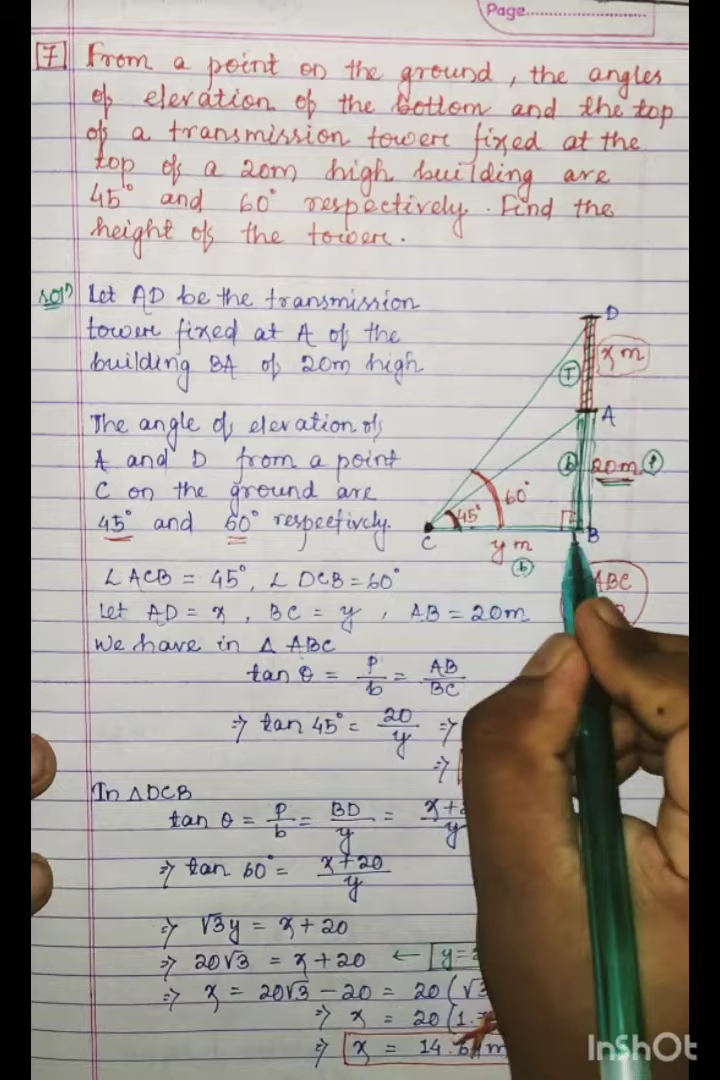 Page
[7] From a point on the ground, the angles
of elevation of the bottom and the top
of a transmission tower fixed at the
top of a 20m high building are
45° and 60° respectively. Find the
height of the tower.
Solⁿ) Let AD be the transmission
tower fixed at A of the
building BA of 20m high
The angle of elevation of
A and D from a point
C on the ground are
45° and 60° respectively.
D
x m
T
A
b
20m
P
60°
45°
C
B
y m
b
ABC
∠ACB = 45°, ∠DCB = 60°
Let AD = x, BC = y, AB = 20m
We have in △ ABC
tan θ = P/b = AB/BC
⇒ tan 45° = 20/y ⇒
⇒
In △DCB
tan θ = P/b = BD/y =
⇒ tan 60° = x+20/y
⇒ √3y = x + 20
⇒ 20√3 = x + 20 ← y=
⇒ x = 20√3 - 20 = 20(√3
⇒ x = 20(1.
⇒ x = 14.64m
InShOt